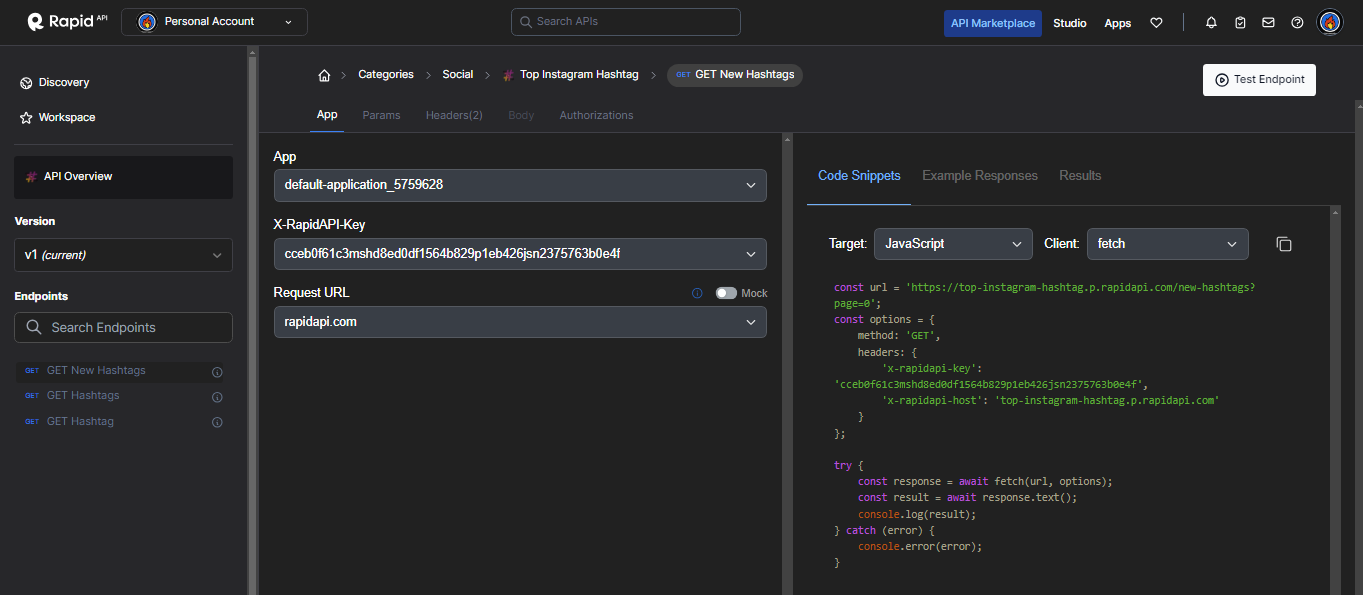 Rapid API
Personal Account
Search APIs
API Marketplace
Studio
Apps
Discovery
Workspace
API Overview
Version
v1 (current)
Endpoints
Search Endpoints
GET GET New Hashtags
GET GET Hashtags
GET GET Hashtag
Categories
Social
Top Instagram Hashtag
GET GET New Hashtags
Test Endpoint
App
Params
Headers(2)
Body
Authorizations
App
default-application_5759628
X-RapidAPI-Key
cceb0f61c3mshd8ed0df1564b829p1eb426jsn2375763b0e4f
Request URL
Mock
rapidapi.com
Code Snippets
Example Responses
Results
Target: JavaScript
Client: fetch
const url = 'https://top-instagram-hashtag.p.rapidapi.com/new-hashtags?
page=0';
const options = {
method: 'GET',
headers: {
'x-rapidapi-key':
'cceb0f61c3mshd8ed0df1564b829p1eb426jsn2375763b0e4f',
'x-rapidapi-host': 'top-instagram-hashtag.p.rapidapi.com'
}
};
try {
const response = await fetch(url, options);
const result = await response.text();
console.log(result);
} catch (error) {
console.error(error);
}